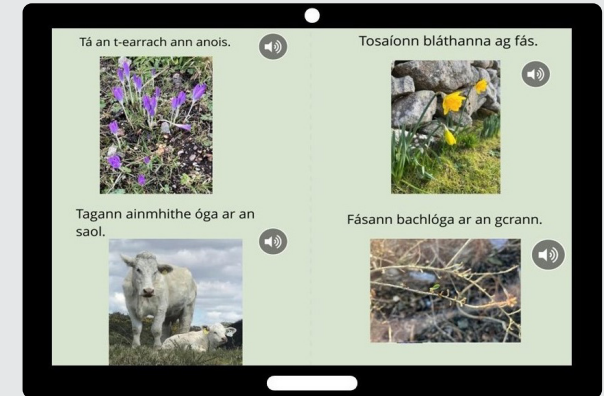 Tá an t-earrach ann anois.
Tosaíonn bláthanna ag fás.
Tagann ainmhithe óga ar an
saol.
Fásann bachlóga ar an gcrann.